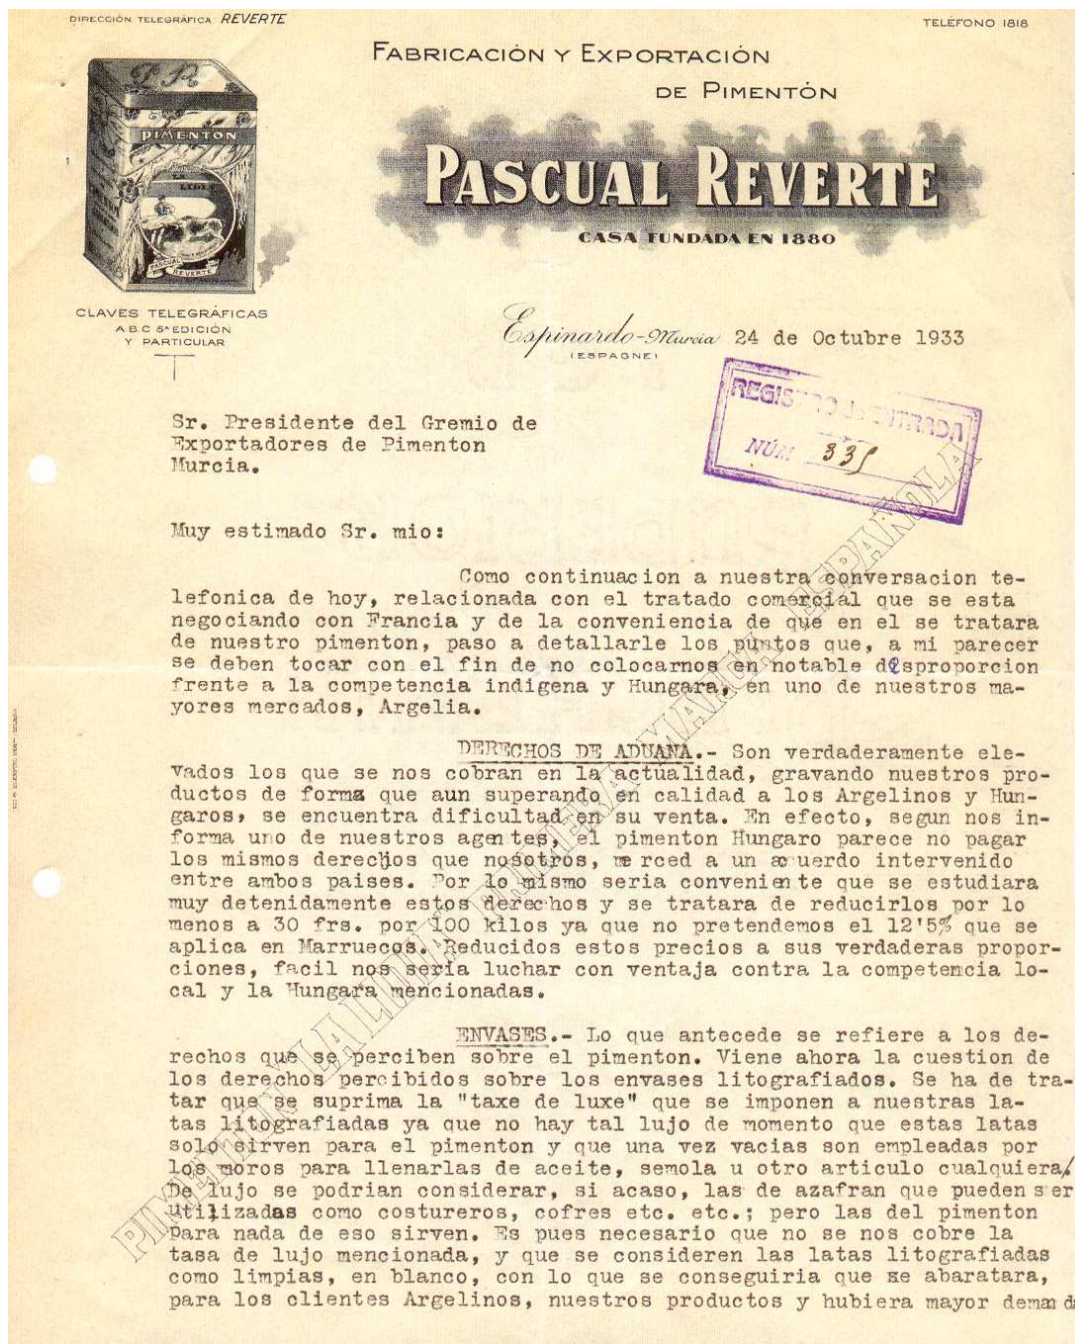 DIRECCIÓN TELEGRÁFICA REVERTE
TELÉFONO 1818
FABRICACIÓN Y EXPORTACIÓN
DE PIMENTÓN
PASCUAL REVERTE
CASA FUNDADA EN 1880
P R
PIMENTON
LA
LIDIA
PASCUAL
REVERTE
CLAVES TELEGRÁFICAS
A.B.C 5ª EDICIÓN
Y PARTICULAR
Espinardo-Murcia 24 de Octubre 1933
(ESPAGNE)
REGISTRO de ENTRADA
NÚM 335
Sr. Presidente del Gremio de
Exportadores de Pimenton
Murcia.
Muy estimado Sr. mio:
Como continuacion a nuestra conversacion te-
lefonica de hoy, relacionada con el tratado comercial que se esta
negociando con Francia y de la conveniencia de que en el se tratara
de nuestro pimenton, paso a detallarle los puntos que, a mi parecer
se deben tocar con el fin de no colocarnos en notable desproporcion
frente a la competencia indigena y Hungara, en uno de nuestros ma-
yores mercados, Argelia.
DERECHOS DE ADUANA.- Son verdaderamente ele-
vados los que se nos cobran en la actualidad, gravando nuestros pro-
ductos de forma que aun superando en calidad a los Argelinos y Hun-
garos, se encuentra dificultad en su venta. En efecto, segun nos in-
forma uno de nuestros agentes, el pimenton Hungaro parece no pagar
los mismos derechos que nosotros, merced a un acuerdo intervenido
entre ambos paises. Por lo mismo seria conveniente que se estudiara
muy detenidamente estos derechos y se tratara de reducirlos por lo
menos a 30 frs. por 100 kilos ya que no pretendemos el 12'5% que se
aplica en Marruecos. Reducidos estos precios a sus verdaderas propor-
ciones, facil nos seria luchar con ventaja contra la competencia lo-
cal y la Hungara mencionadas.
ENVASES.- Lo que antecede se refiere a los de-
rechos que se perciben sobre el pimenton. Viene ahora la cuestion de
los derechos percibidos sobre los envases litografiados. Se ha de tra-
tar que se suprima la "taxe de luxe" que se imponen a nuestras la-
tas litografiadas ya que no hay tal lujo de momento que estas latas
solo sirven para el pimenton y que una vez vacias son empleadas por
los moros para llenarlas de aceite, semola u otro articulo cualquiera/
De lujo se podrian considerar, si acaso, las de azafran que pueden ser
utilizadas como costureros, cofres etc. etc.; pero las del pimenton
para nada de eso sirven. Es pues necesario que no se nos cobre la
tasa de lujo mencionada, y que se consideren las latas litografiadas
como limpias, en blanco, con lo que se conseguiria que se abaratara,
para los clientes Argelinos, nuestros productos y hubiera mayor demanda
PIMENTON LALINDE PRIMERA MARCA ESPAÑOLA